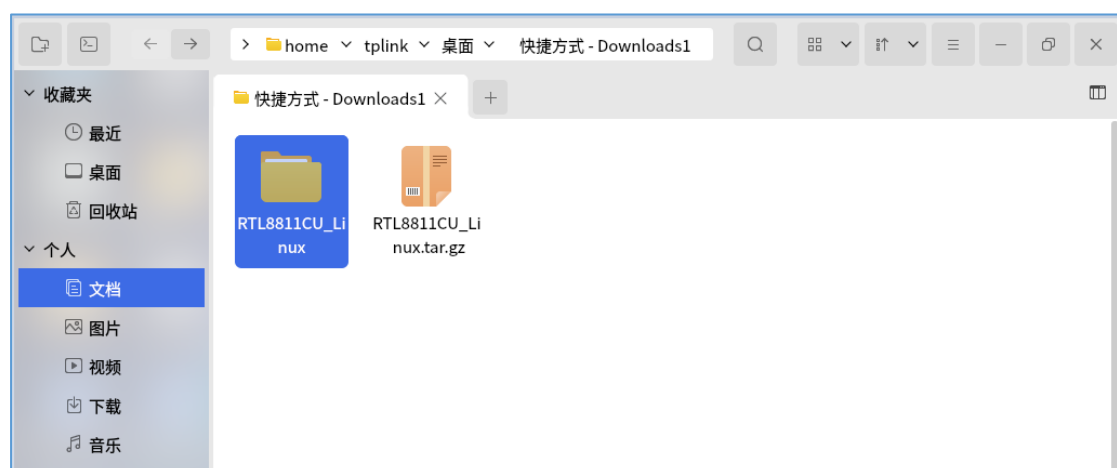 home tplink 桌面 快捷方式 - Downloads1
收藏夹
快捷方式 - Downloads1
最近
桌面
回收站
个人
文档
图片
视频
下载
音乐
RTL8811CU_Li
nux
RTL8811CU_Li
nux.tar.gz